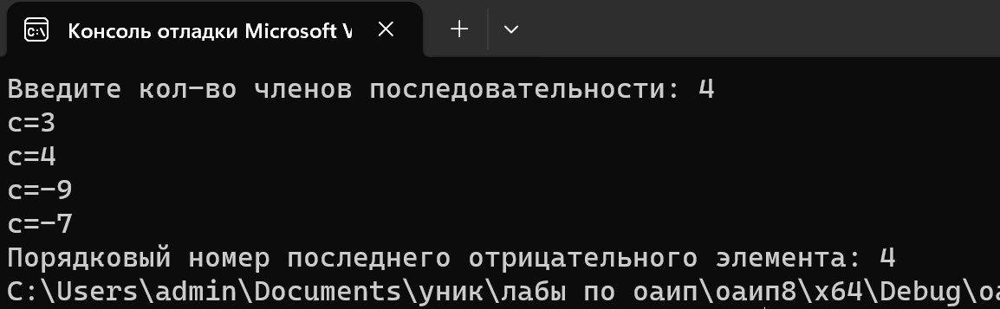 Консоль отладки Microsoft V
Введите кол-во членов последовательности: 4
c=3
c=4
c=-9
c=-7
Порядковый номер последнего отрицательного элемента: 4
C:\Users\admin\Documents\уник\лабы по оаип\оаип8\x64\Debug\оа